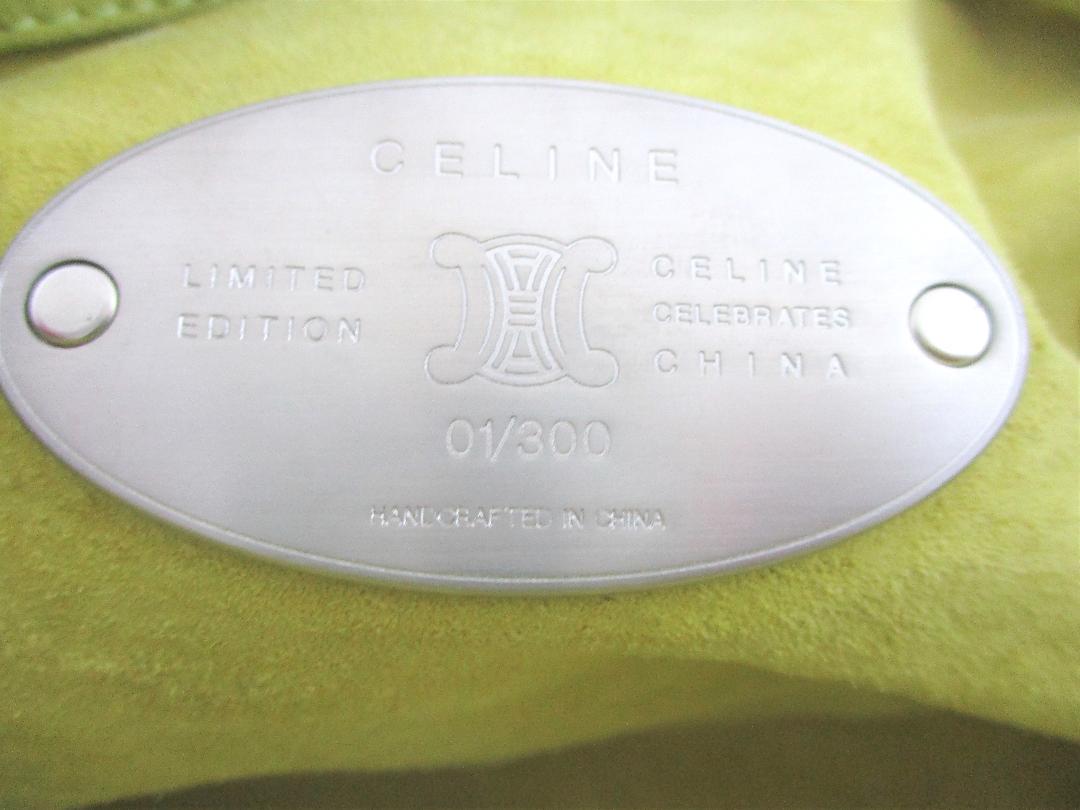 CELINE
LIMITED
EDITION
CELINE
CELEBRATES
CHINA
01/300
HANDCRAFTED IN CHINA